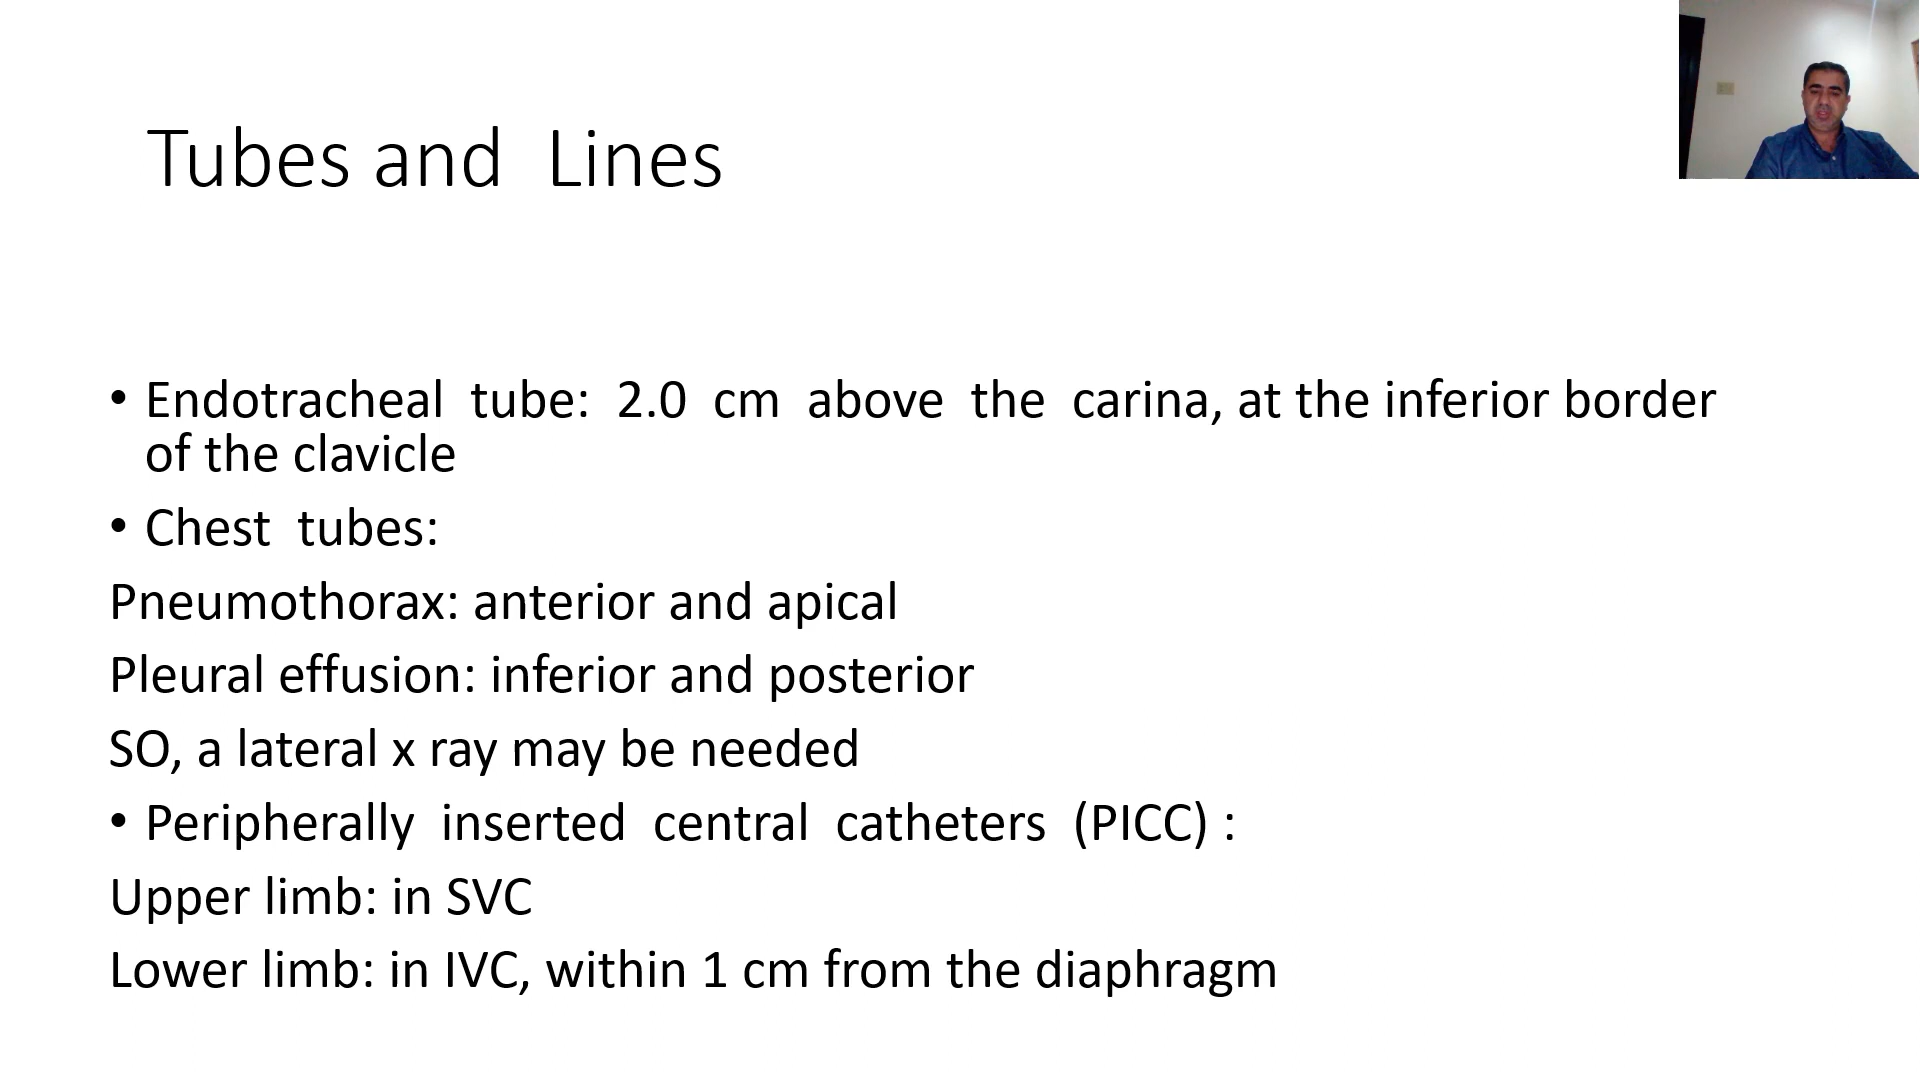 Tubes and Lines
• Endotracheal tube: 2.0 cm above the carina, at the inferior border
of the clavicle
• Chest tubes:
Pneumothorax: anterior and apical
Pleural effusion: inferior and posterior
SO, a lateral x ray may be needed
• Peripherally inserted central catheters (PICC) :
Upper limb: in SVC
Lower limb: in IVC, within 1 cm from the diaphragm